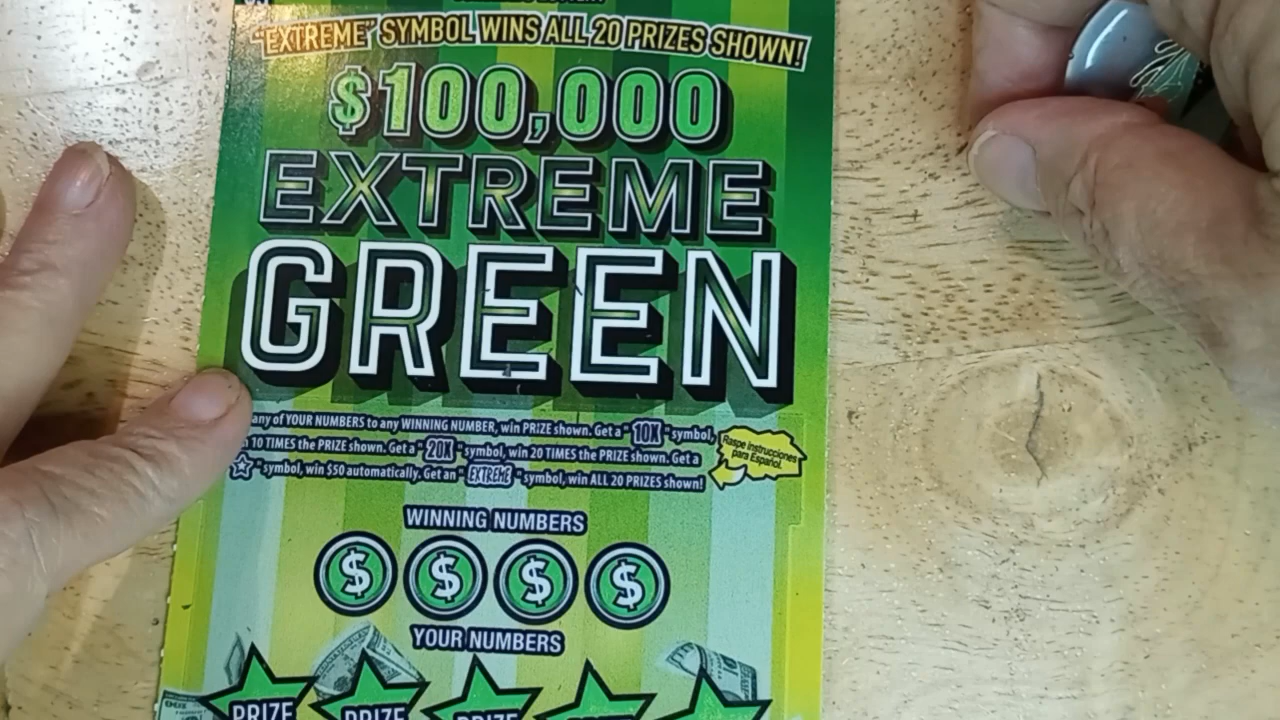 "EXTREME" SYMBOL WINS ALL 20 PRIZES SHOWN!
$100,000
EXTREME
GREEN
any of YOUR NUMBERS to any WINNING NUMBER, win PRIZE shown. Get a "10X" symbol,
10 TIMES the PRIZE shown. Get a "20X" symbol, win 20 TIMES the PRIZE shown. Get a
" symbol, win $50 automatically. Get an "EXTREME" symbol, win ALL 20 PRIZES shown!
Raspe Instrucciones
para Español.
WINNING NUMBERS
$ $ $ $
YOUR NUMBERS
PRIZE PRIZE PRIZE